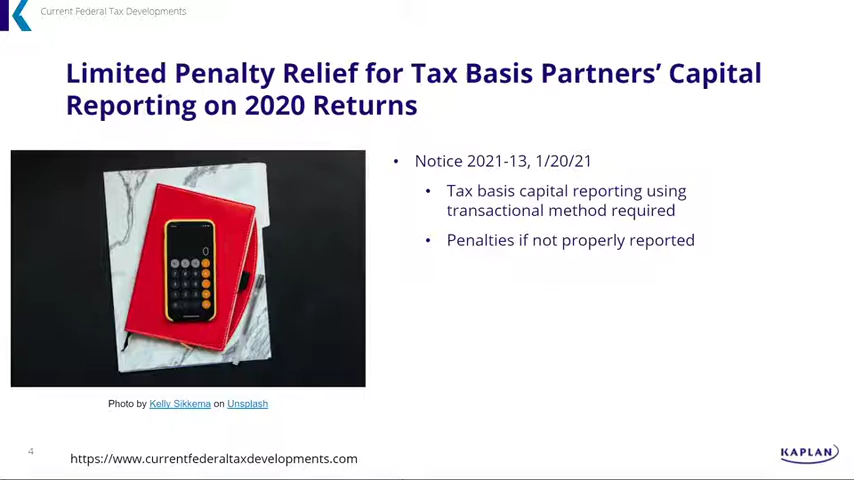 Current Federal Tax Developments
Limited Penalty Relief for Tax Basis Partners' Capital
Reporting on 2020 Returns
• Notice 2021-13, 1/20/21
• Tax basis capital reporting using
transactional method required
• Penalties if not properly reported
Photo by Kelly Sikkema on Unsplash
4
https://www.currentfederaltaxdevelopments.com
KAPLAN